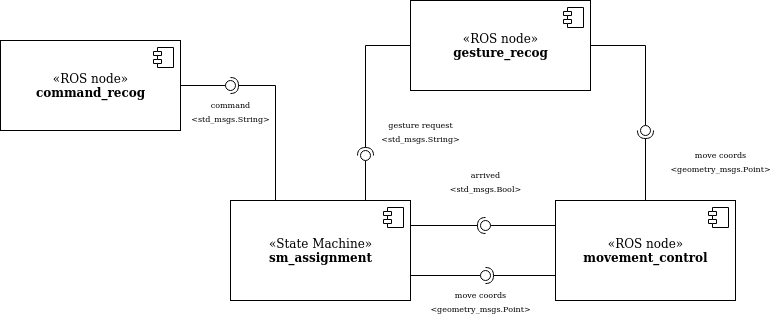 «ROS node»
gesture_recog
«ROS node»
command_recog
command
<std_msgs.String>
gesture request
<std_msgs.String>
move coords
<geometry_msgs.Point>
arrived
<std_msgs.Bool>
«State Machine»
sm_assignment
«ROS node»
movement_control
move coords
<geometry_msgs.Point>